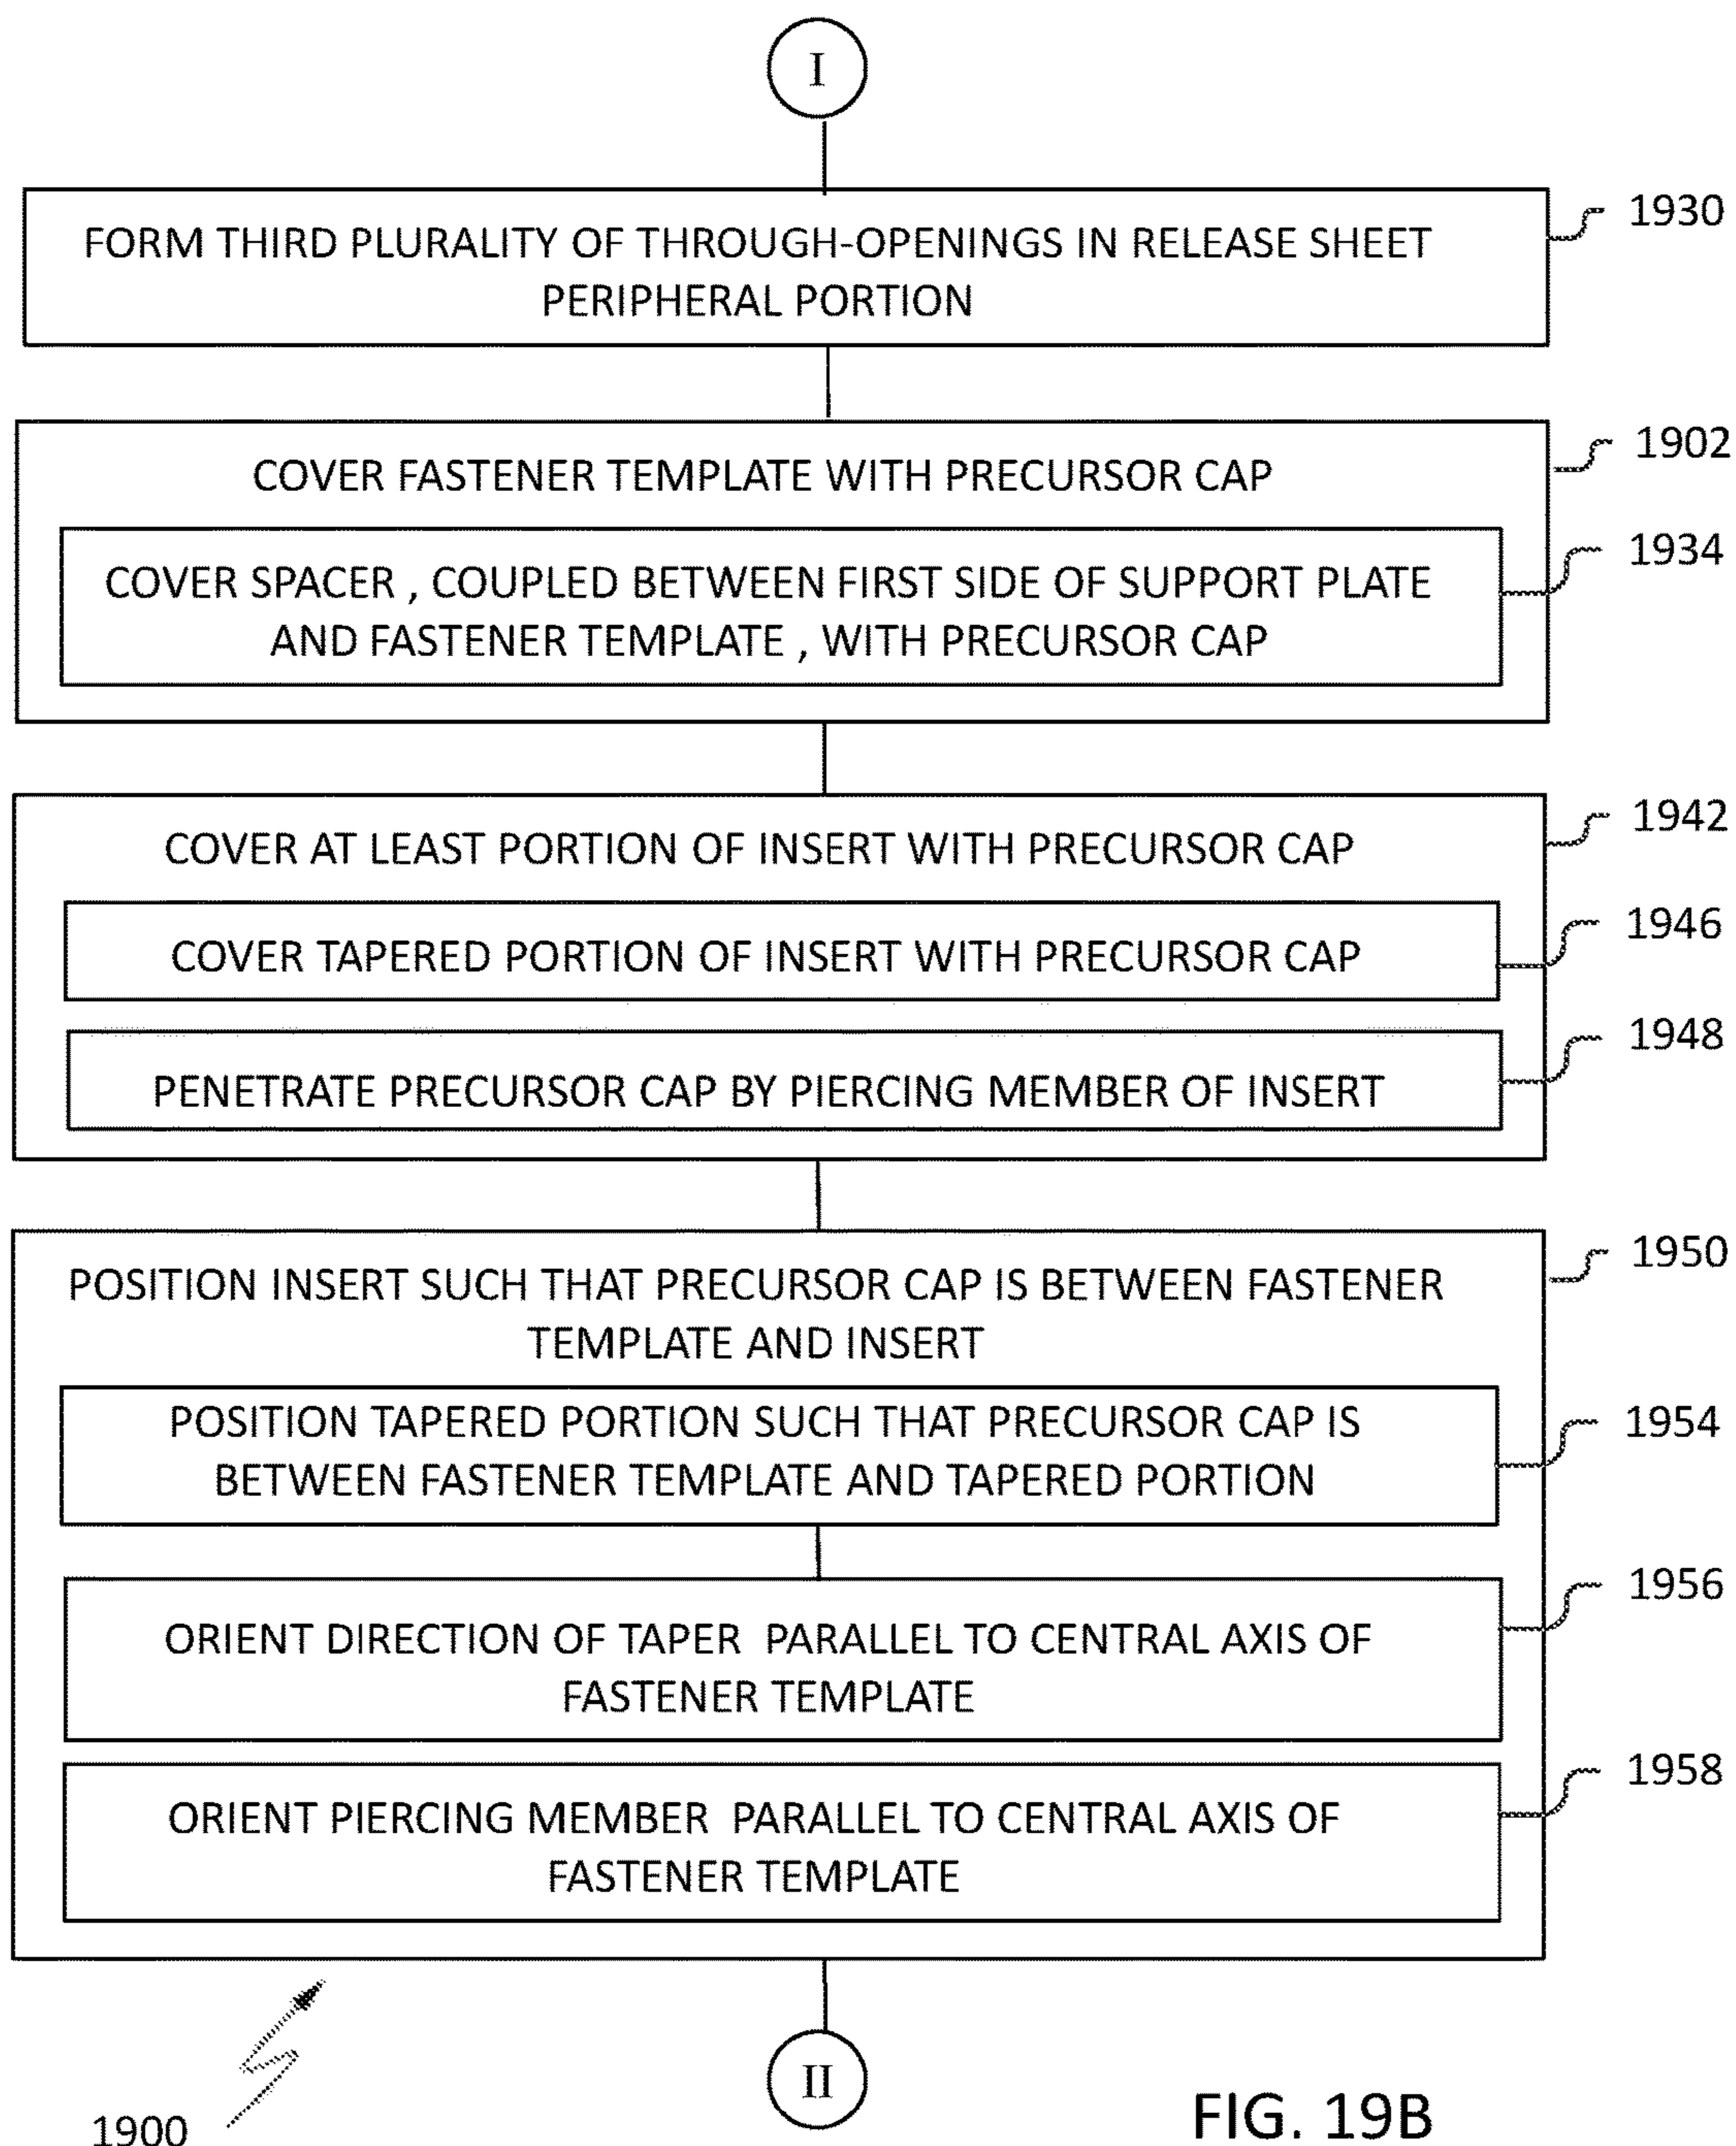 I
FORM THIRD PLURALITY OF THROUGH-OPENINGS IN RELEASE SHEET
PERIPHERAL PORTION
1930
COVER FASTENER TEMPLATE WITH PRECURSOR CAP
1902
COVER SPACER , COUPLED BETWEEN FIRST SIDE OF SUPPORT PLATE
AND FASTENER TEMPLATE , WITH PRECURSOR CAP
1934
COVER AT LEAST PORTION OF INSERT WITH PRECURSOR CAP
1942
COVER TAPERED PORTION OF INSERT WITH PRECURSOR CAP
1946
PENETRATE PRECURSOR CAP BY PIERCING MEMBER OF INSERT
1948
POSITION INSERT SUCH THAT PRECURSOR CAP IS BETWEEN FASTENER
TEMPLATE AND INSERT
1950
POSITION TAPERED PORTION SUCH THAT PRECURSOR CAP IS
BETWEEN FASTENER TEMPLATE AND TAPERED PORTION
1954
ORIENT DIRECTION OF TAPER PARALLEL TO CENTRAL AXIS OF
FASTENER TEMPLATE
1956
ORIENT PIERCING MEMBER PARALLEL TO CENTRAL AXIS OF
FASTENER TEMPLATE
1958
II
1900
FIG. 19B